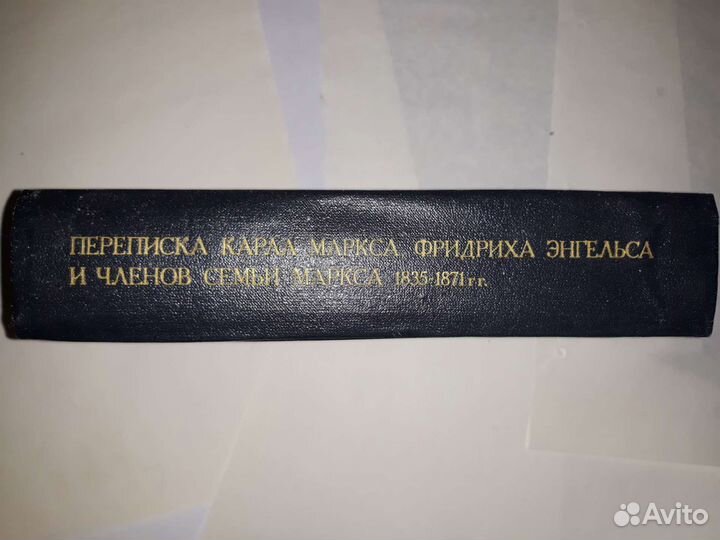 ПЕРЕПИСКА КАРЛА МАРКСА, ФРИДРИХА ЭНГЕЛЬСА
И ЧЛЕНОВ СЕМЬИ МАРКСА 1835-1871 г г.
Avito